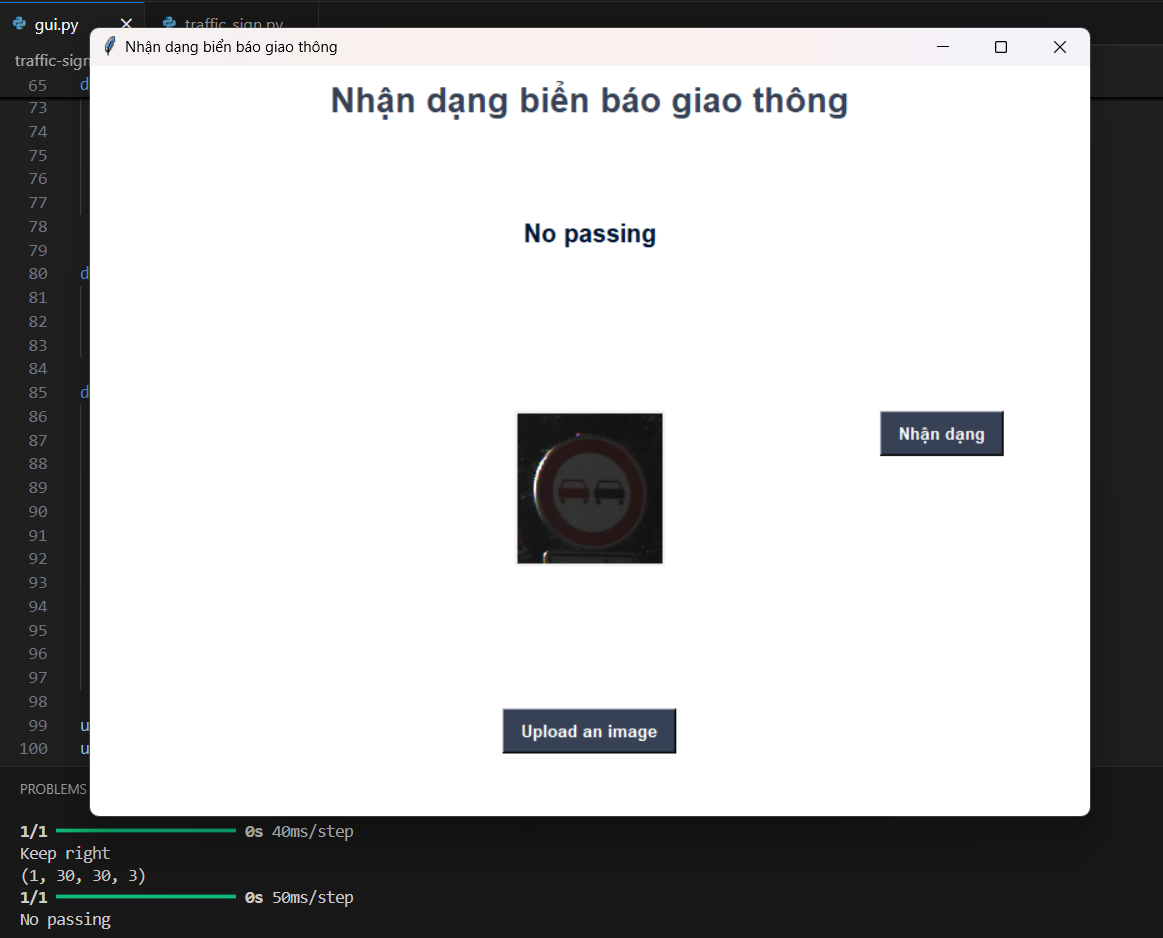 gui.py
traffic_sign.py
Nhận dạng biển báo giao thông
traffic-sign
Nhận dạng biển báo giao thông
No passing
Nhận dạng
Upload an image
65 d
73
74
75
76
77
78
79
80 d
81
82
83
84
85 d
86
87
88
89
90
91
92
93
94
95
96
97
98
99 u
100 u
PROBLEMS
1/1 0s 40ms/step
Keep right
(1, 30, 30, 3)
1/1 0s 50ms/step
No passing